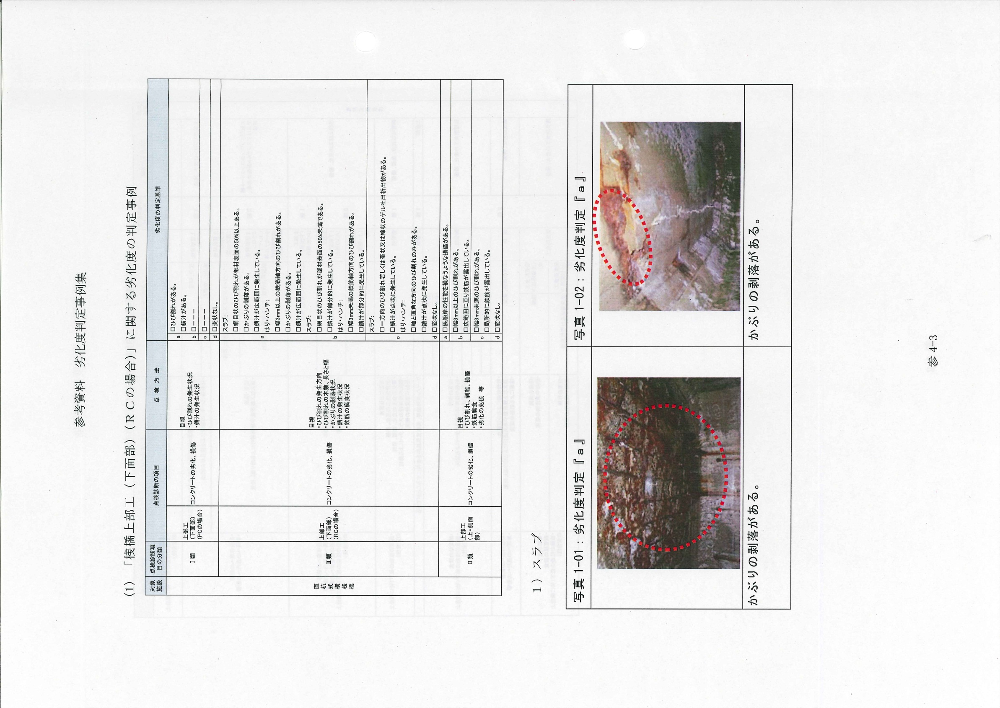 参考資料　劣化度判定事例集
(1)　「桟橋上部工（下面部）（ＲＣの場合）」に関する劣化度の判定事例
対象施設　点検診断項目の分類　点検診断の項目　点　検　方　法　劣化度の判定基準
直杭式横桟橋
Ⅰ類
上部工
（下面部）
（PCの場合）
コンクリートの劣化、損傷
目視
・ひび割れの発生状況
・錆汁の発生状況
a
□ひび割れがある。
□錆汁がある。
b □ーーー
c □ーーー
d □変状なし。
Ⅱ類
上部工
（下面部）
（RCの場合）
コンクリートの劣化、損傷
目視
・ひび割れの発生方向
・ひび割れの本数、長さと幅
・かぶりの剥落状況
・錆汁の発生状況
・鉄筋の腐食状況
a
スラブ：
□網目状のひび割れが部材表面の50%以上ある。
□かぶりの剥落がある。
□錆汁が広範囲に発生している。
はり・ハンチ：
□幅3mm以上の鉄筋軸方向のひび割れがある。
□かぶりの剥落がある。
□錆汁が広範囲に発生している。
b
スラブ：
□網目状のひび割れが部材表面の50%未満である。
□錆汁が部分的に発生している。
はり・ハンチ：
□幅3mm未満の鉄筋軸方向のひび割れがある。
□錆汁が部分的に発生している。
c
スラブ：
□一方向のひび割れ若しくは帯状又は線状のゲル吐出析出物がある。
□錆汁が点状に発生している。
はり・ハンチ：
□軸と直角な方向のひび割れのみがある。
□錆汁が点状に発生している。
d □変状なし。
Ⅱ類
上部工
（上・側面
部）
コンクリートの劣化、損傷
目視
・ひび割れ、剥離、損傷
・鉄筋腐食
・劣化の兆候　等
a □係船岸の性能を損なうような損傷がある。
b
□幅3mm以上のひび割れがある。
□広範囲に亘り鉄筋が露出している。
c
□幅3mm未満のひび割れがある。
□局所的に鉄筋が露出している。
d □変状なし。
1）スラブ
写真 1-01：劣化度判定『ａ』
かぶりの剥落がある。
写真 1-02：劣化度判定『ａ』
かぶりの剥落がある。
参 4-3